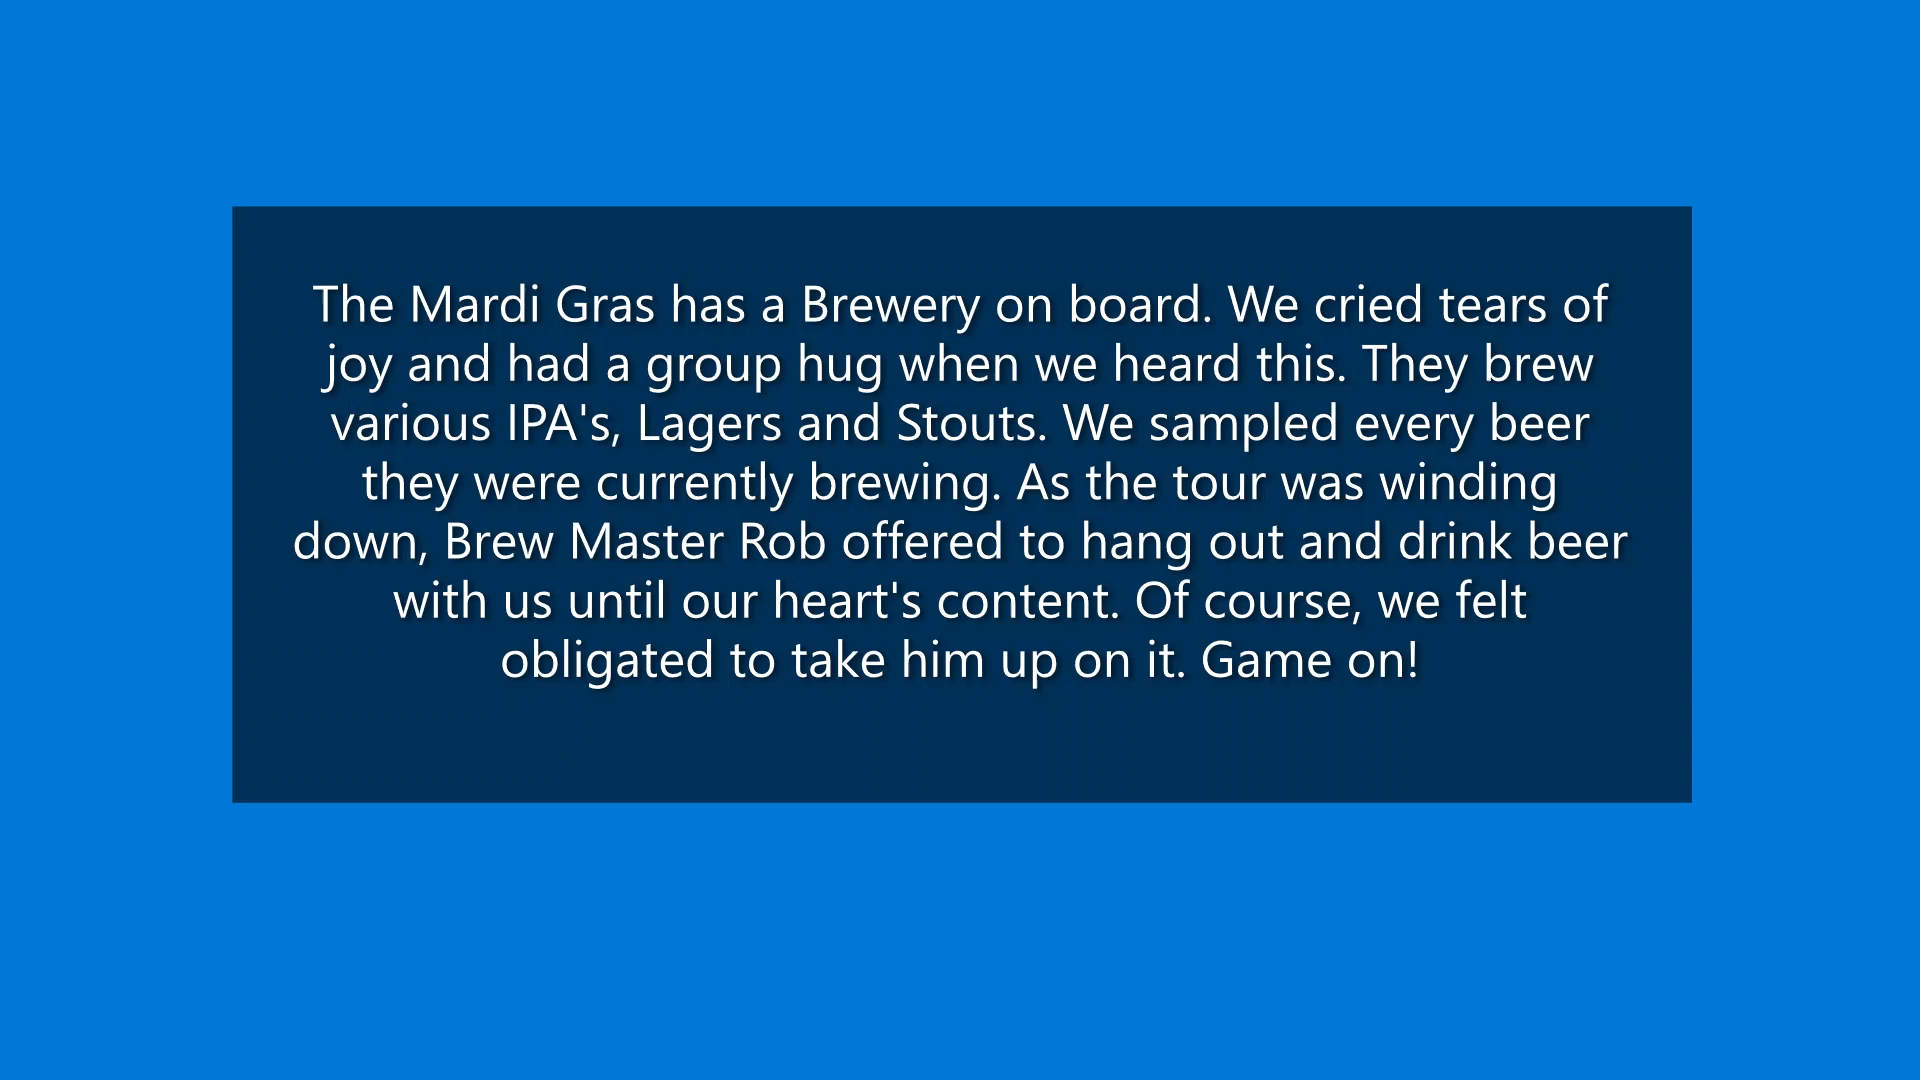 The Mardi Gras has a Brewery on board. We cried tears of
joy and had a group hug when we heard this. They brew
various IPA's, Lagers and Stouts. We sampled every beer
they were currently brewing. As the tour was winding
down, Brew Master Rob offered to hang out and drink beer
with us until our heart's content. Of course, we felt
obligated to take him up on it. Game on!